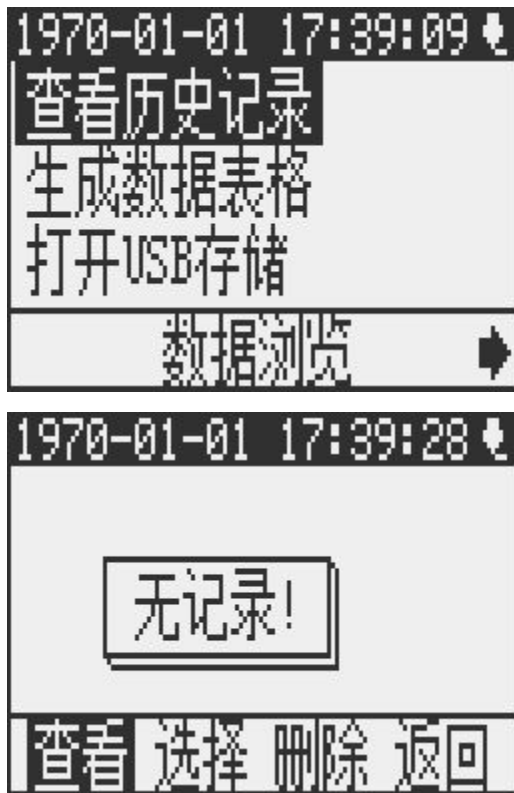 1970-01-01 17:39:09
查看历史记录
生成数据表格
打开USB存储
数据浏览
1970-01-01 17:39:28
无记录!
查看 选择 删除 返回